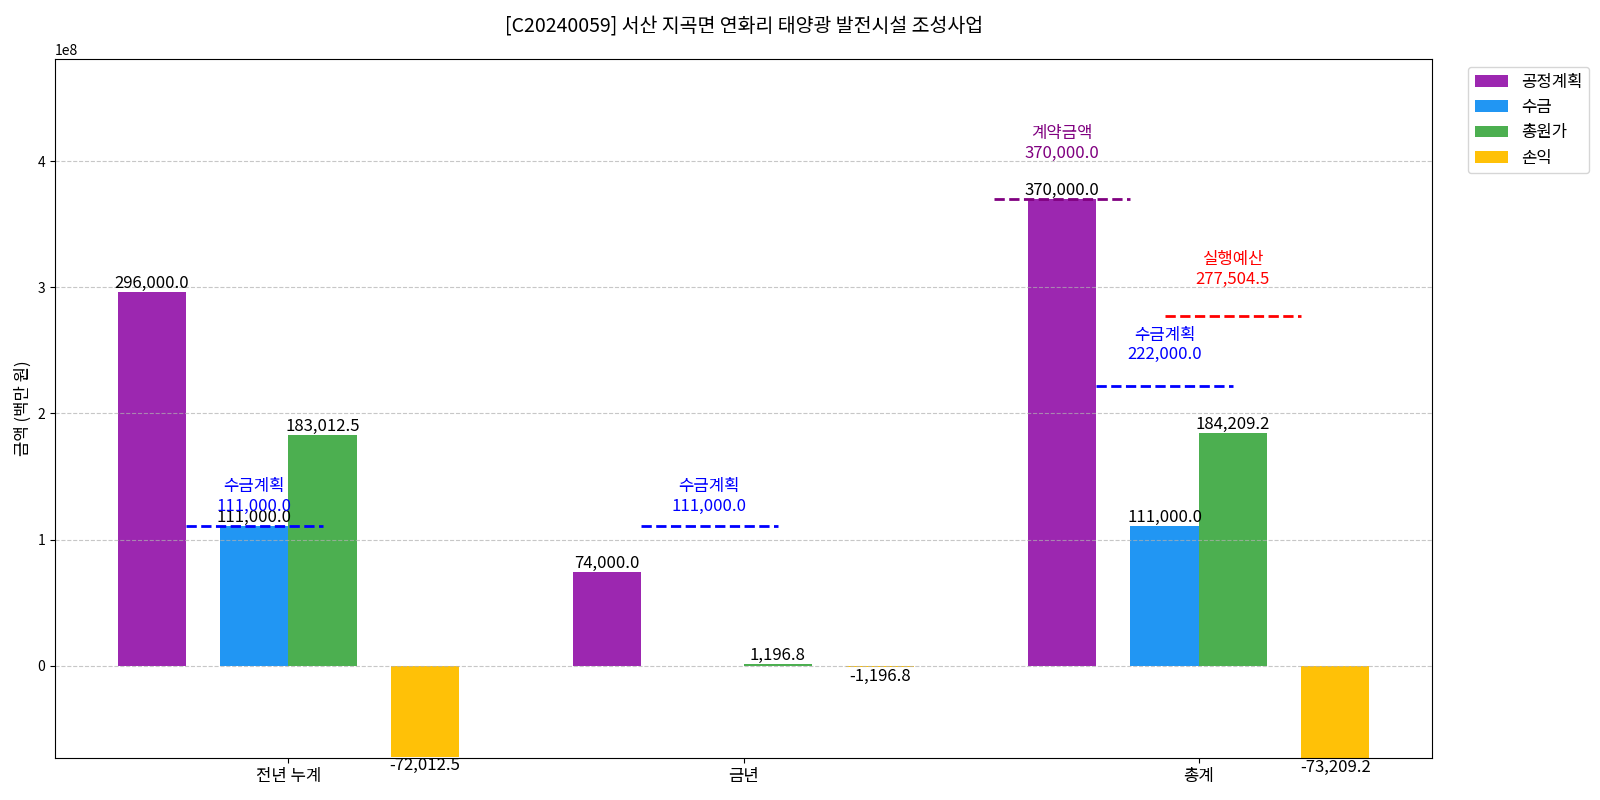 [C20240059] 서산 지곡면 연화리 태양광 발전시설 조성사업
1e8
금액 (백만 원)
4
3
2
1
0
296,000.0
수금계획
111,000.0
111,000.0
183,012.5
-72,012.5
74,000.0
수금계획
111,000.0
1,196.8
-1,196.8
계약금액
370,000.0
370,000.0
실행예산
277,504.5
수금계획
222,000.0
111,000.0
184,209.2
-73,209.2
전년 누계
금년
총계
공정계획
수금
총원가
손익